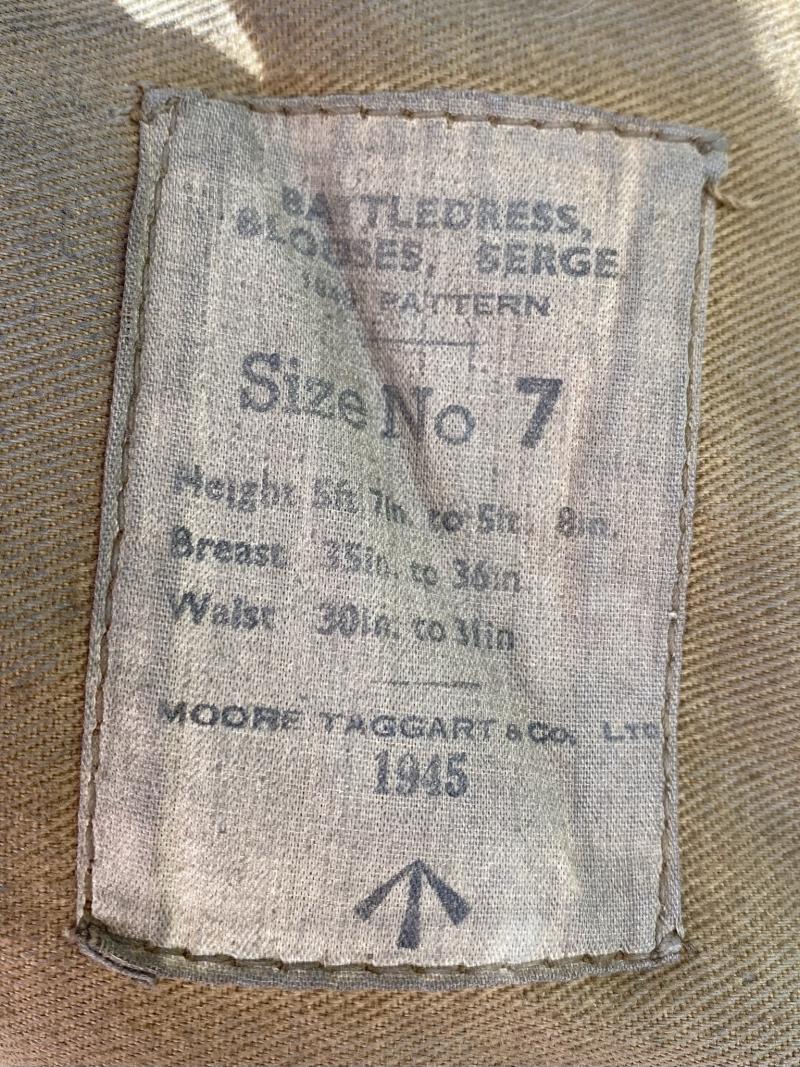 BATTLEDRESS,
BLOUSES, SERGE
PATTERN
Size No 7
Height 5ft 7in. to 5ft. 8in.
Breast 35in. to 36in
Waist 30in. to 31in
MOORE TAGGART & Co. LTD
1945